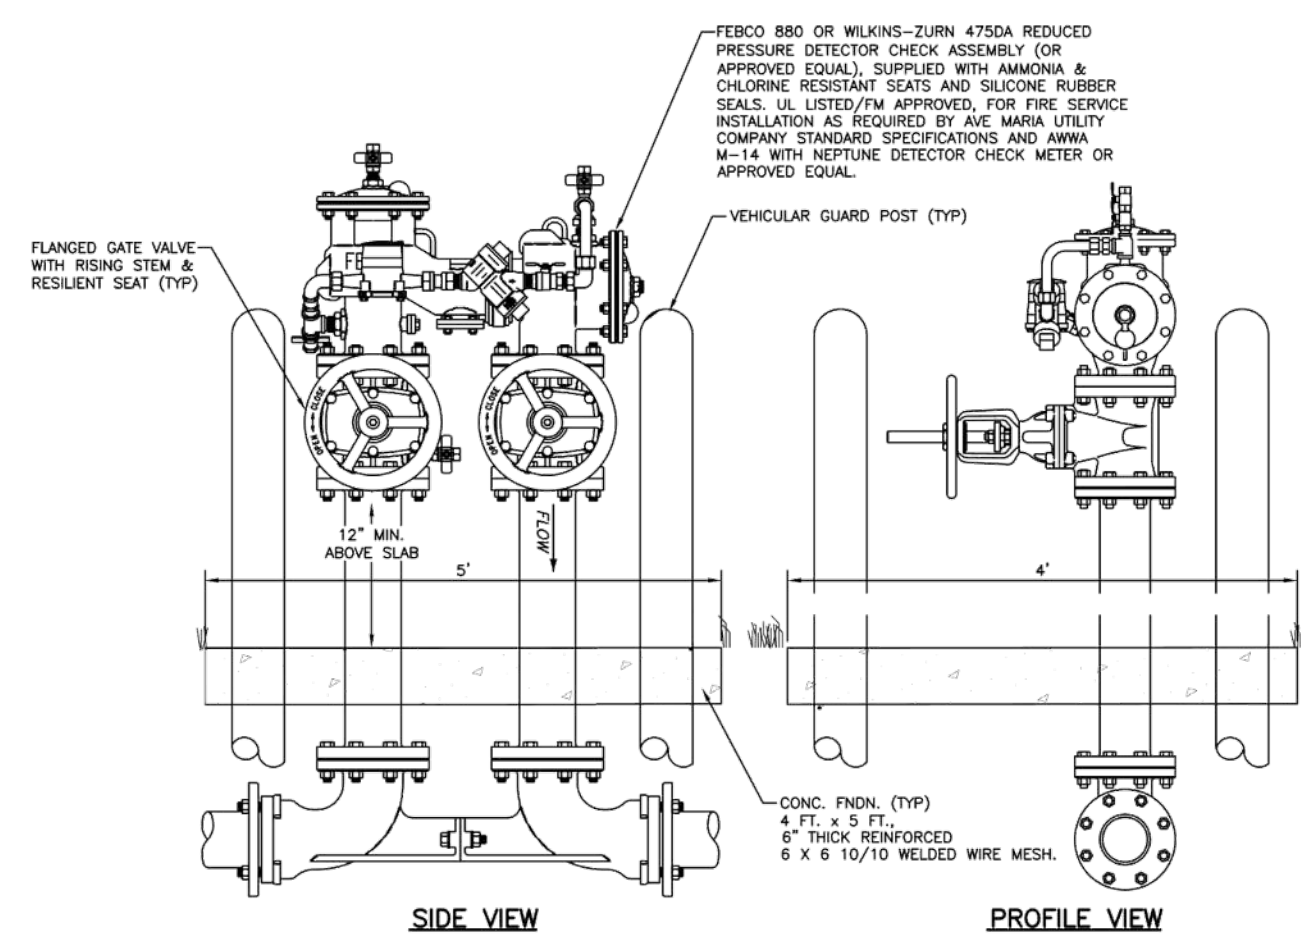 FEBCO 880 OR WILKINS-ZURN 475DA REDUCED
PRESSURE DETECTOR CHECK ASSEMBLY (OR
APPROVED EQUAL), SUPPLIED WITH AMMONIA &
CHLORINE RESISTANT SEATS AND SILICONE RUBBER
SEALS. UL LISTED/FM APPROVED, FOR FIRE SERVICE
INSTALLATION AS REQUIRED BY AVE MARIA UTILITY
COMPANY STANDARD SPECIFICATIONS AND AWWA
M-14 WITH NEPTUNE DETECTOR CHECK METER OR
APPROVED EQUAL.
VEHICULAR GUARD POST (TYP)
FLANGED GATE VALVE
WITH RISING STEM &
RESILIENT SEAT (TYP)
FE
OPEN CLOSE
OPEN CLOSE
12" MIN.
ABOVE SLAB
FLOW
5'
4'
CONC. FNDN. (TYP)
4 FT. x 5 FT.,
6" THICK REINFORCED
6 X 6 10/10 WELDED WIRE MESH.
SIDE VIEW
PROFILE VIEW